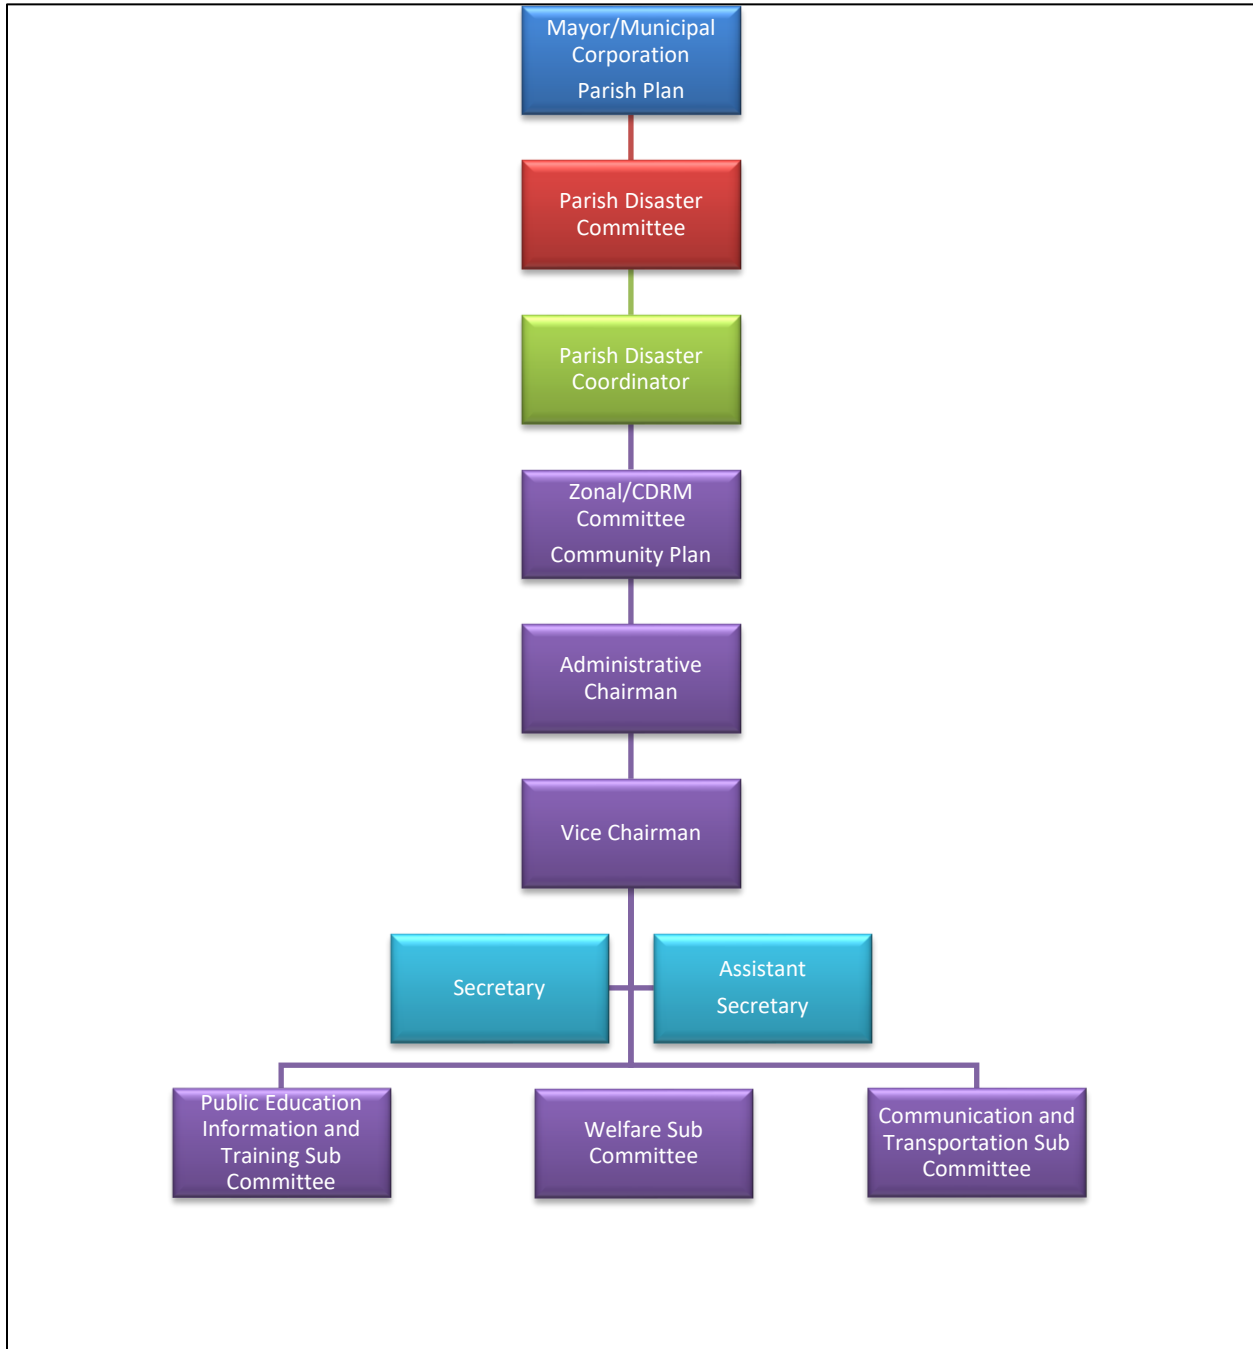 Mayor/Municipal
Corporation
Parish Plan
Parish Disaster
Committee
Parish Disaster
Coordinator
Zonal/CDRM
Committee
Community Plan
Administrative
Chairman
Vice Chairman
Secretary
Assistant
Secretary
Public Education
Information and
Training Sub
Committee
Welfare Sub
Committee
Communication and
Transportation Sub
Committee